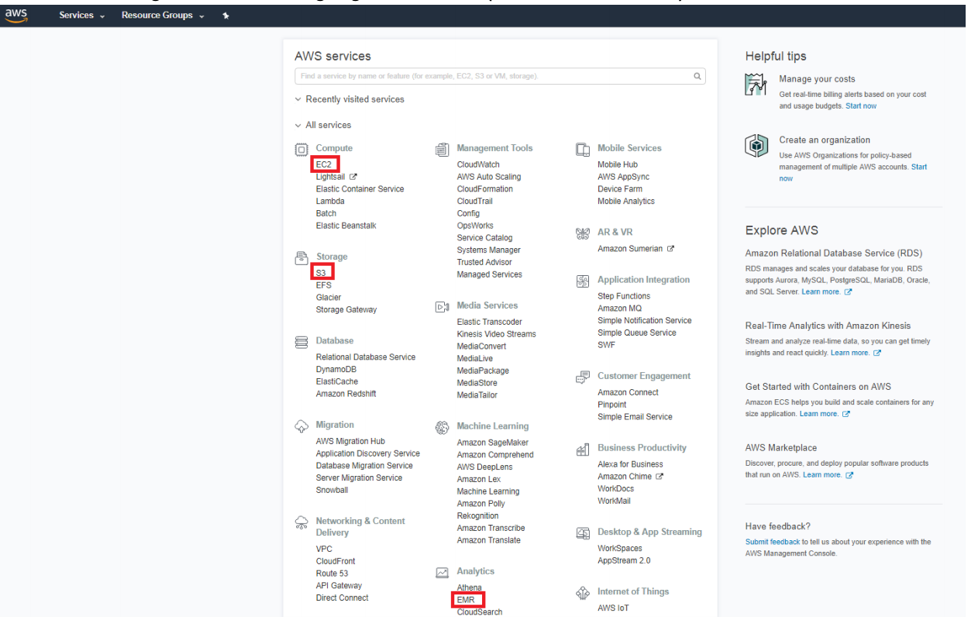 aws
Services
Resource Groups
AWS services
Find a service by name or feature (for example, EC2, S3 or VM, storage).
Recently visited services
All services
Compute
EC2
Lightsail
Elastic Container Service
Lambda
Batch
Elastic Beanstalk
Storage
S3
EFS
Glacier
Storage Gateway
Database
Relational Database Service
DynamoDB
ElastiCache
Amazon Redshift
Migration
AWS Migration Hub
Application Discovery Service
Database Migration Service
Server Migration Service
Snowball
Networking & Content
Delivery
VPC
CloudFront
Route 53
API Gateway
Direct Connect
Management Tools
CloudWatch
AWS Auto Scaling
CloudFormation
CloudTrail
Config
OpsWorks
Service Catalog
Systems Manager
Trusted Advisor
Managed Services
Media Services
Elastic Transcoder
Kinesis Video Streams
MediaConvert
MediaLive
MediaPackage
MediaStore
MediaTailor
Machine Learning
Amazon SageMaker
Amazon Comprehend
AWS DeepLens
Amazon Lex
Machine Learning
Amazon Polly
Rekognition
Amazon Transcribe
Amazon Translate
Analytics
Athena
EMR
CloudSearch
Mobile Services
Mobile Hub
AWS AppSync
Device Farm
Mobile Analytics
AR & VR
Amazon Sumerian
Application Integration
Step Functions
Amazon MQ
Simple Notification Service
Simple Queue Service
SWF
Customer Engagement
Amazon Connect
Pinpoint
Simple Email Service
Business Productivity
Alexa for Business
Amazon Chime
WorkDocs
WorkMail
Desktop & App Streaming
WorkSpaces
AppStream 2.0
Internet of Things
AWS IoT
Helpful tips
Manage your costs
Get real-time billing alerts based on your cost
and usage budgets. Start now
Create an organization
Use AWS Organizations for policy-based
management of multiple AWS accounts. Start
now
Explore AWS
Amazon Relational Database Service (RDS)
RDS manages and scales your database for you. RDS
supports Aurora, MySQL, PostgreSQL, MariaDB, Oracle,
and SQL Server. Learn more.
Real-Time Analytics with Amazon Kinesis
Stream and analyze real-time data, so you can get timely
insights and react quickly. Learn more.
Get Started with Containers on AWS
Amazon ECS helps you build and scale containers for any
size application. Learn more.
AWS Marketplace
Discover, procure, and deploy popular software products
that run on AWS. Learn more.
Have feedback?
Submit feedback to tell us about your experience with the
AWS Management Console.